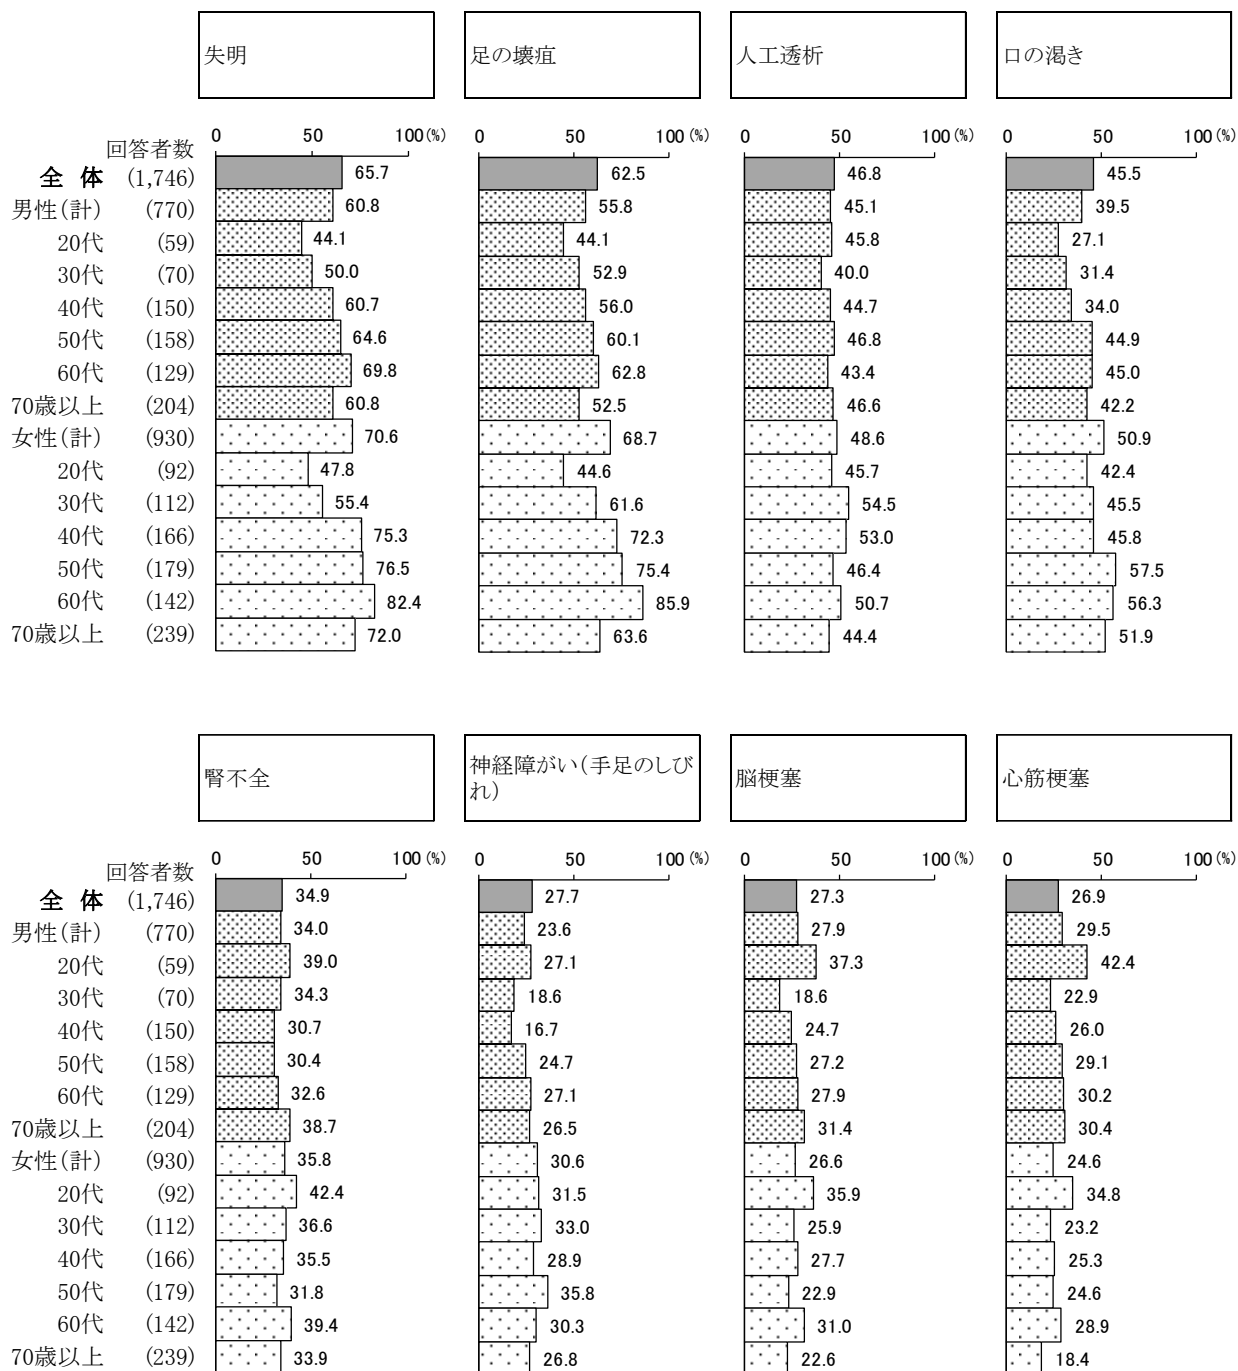 失明 足の壊疽 人工透析 口の渇き
0 50 100(%) 0 50 100(%) 0 50 100(%) 0 50 100(%)
回答者数
全 体 (1,746) 65.7 62.5 46.8 45.5
男性(計) (770) 60.8 55.8 45.1 39.5
20代 (59) 44.1 44.1 45.8 27.1
30代 (70) 50.0 52.9 40.0 31.4
40代 (150) 60.7 56.0 44.7 34.0
50代 (158) 64.6 60.1 46.8 44.9
60代 (129) 69.8 62.8 43.4 45.0
70歳以上 (204) 60.8 52.5 46.6 42.2
女性(計) (930) 70.6 68.7 48.6 50.9
20代 (92) 47.8 44.6 45.7 42.4
30代 (112) 55.4 61.6 54.5 45.5
40代 (166) 75.3 72.3 53.0 45.8
50代 (179) 76.5 75.4 46.4 57.5
60代 (142) 82.4 85.9 50.7 56.3
70歳以上 (239) 72.0 63.6 44.4 51.9
腎不全 神経障がい(手足のしび 脳梗塞 心筋梗塞
れ)
0 50 100(%) 0 50 100(%) 0 50 100(%) 0 50 100(%)
回答者数
全 体 (1,746) 34.9 27.7 27.3 26.9
男性(計) (770) 34.0 23.6 27.9 29.5
20代 (59) 39.0 27.1 37.3 42.4
30代 (70) 34.3 18.6 18.6 22.9
40代 (150) 30.7 16.7 24.7 26.0
50代 (158) 30.4 24.7 27.2 29.1
60代 (129) 32.6 27.1 27.9 30.2
70歳以上 (204) 38.7 26.5 31.4 30.4
女性(計) (930) 35.8 30.6 26.6 24.6
20代 (92) 42.4 31.5 35.9 34.8
30代 (112) 36.6 33.0 25.9 23.2
40代 (166) 35.5 28.9 27.7 25.3
50代 (179) 31.8 35.8 22.9 24.6
60代 (142) 39.4 30.3 31.0 28.9
70歳以上 (239) 33.9 26.8 22.6 18.4